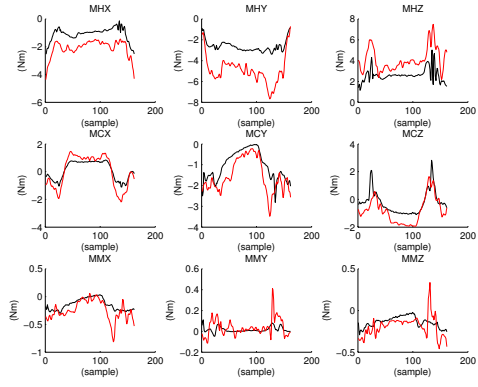 MHX MHY MHZ
0 0 8
-2 -2 6
-4 -4 4
-6 -6 2
-8 0
(Nm) (Nm) (Nm)
0 100 200 0 100 200 0 100 200
(sample) (sample) (sample)
MCX MCY MCZ
2 0 4
0 -1 2
-2 -2 0
-4 -3 -2
-4 -4
(Nm) (Nm) (Nm)
0 100 200 0 100 200 0 100 200
(sample) (sample) (sample)
MMX MMY MMZ
0.5 0.6 0.5
0 0.4 0
-0.5 0.2 -0.5
-1 0
-0.2
(Nm) (Nm) (Nm)
0 100 200 0 100 200 0 100 200
(sample) (sample) (sample)